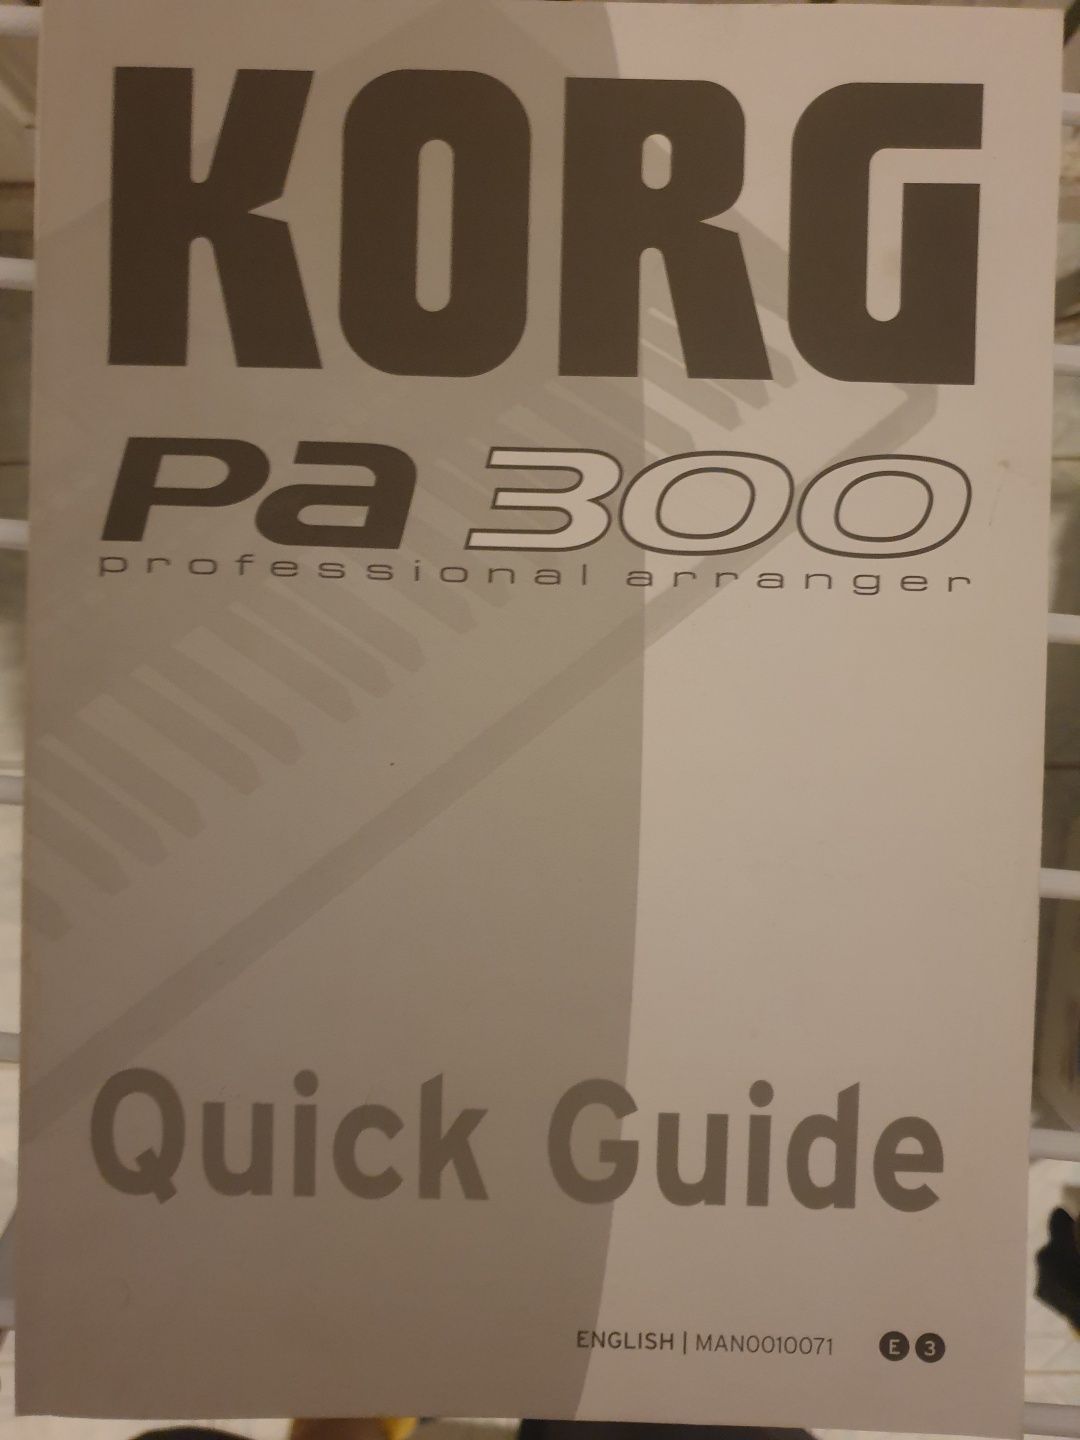 KORG
Pa 300
professional arranger
Quick Guide
ENGLISH | MAN0010071 E 3